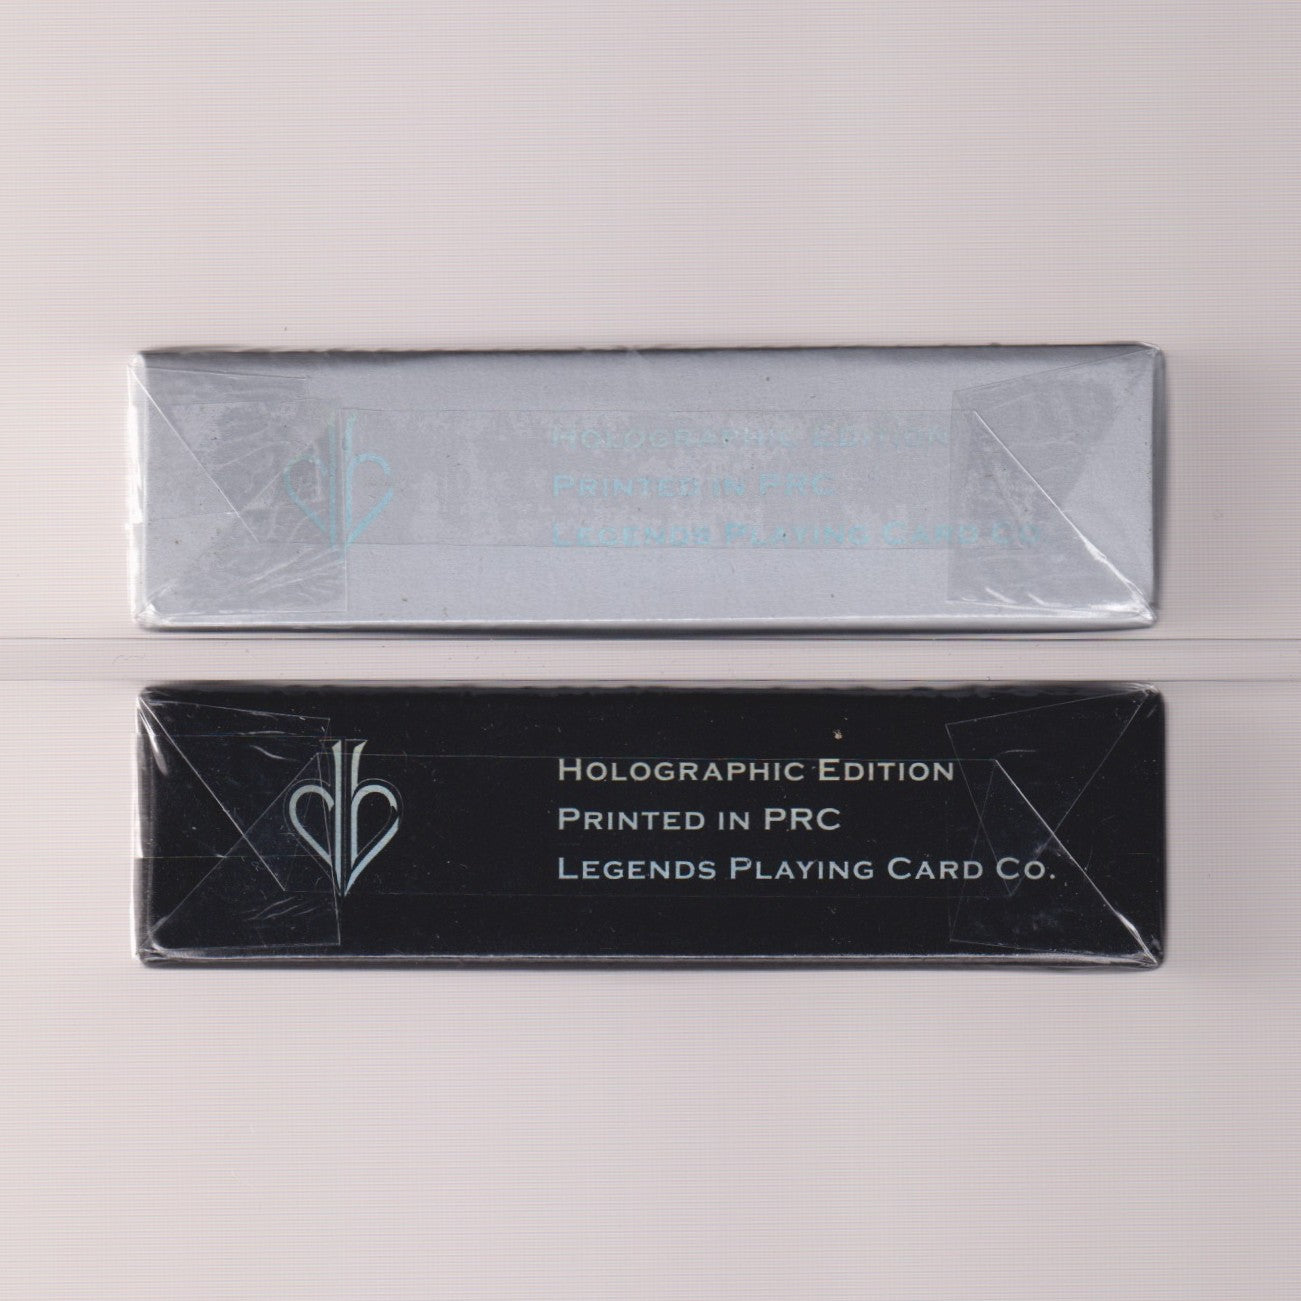 Holographic Edition
Printed in PRC
Legends Playing Card Co.
Holographic Edition
Printed in PRC
Legends Playing Card Co.